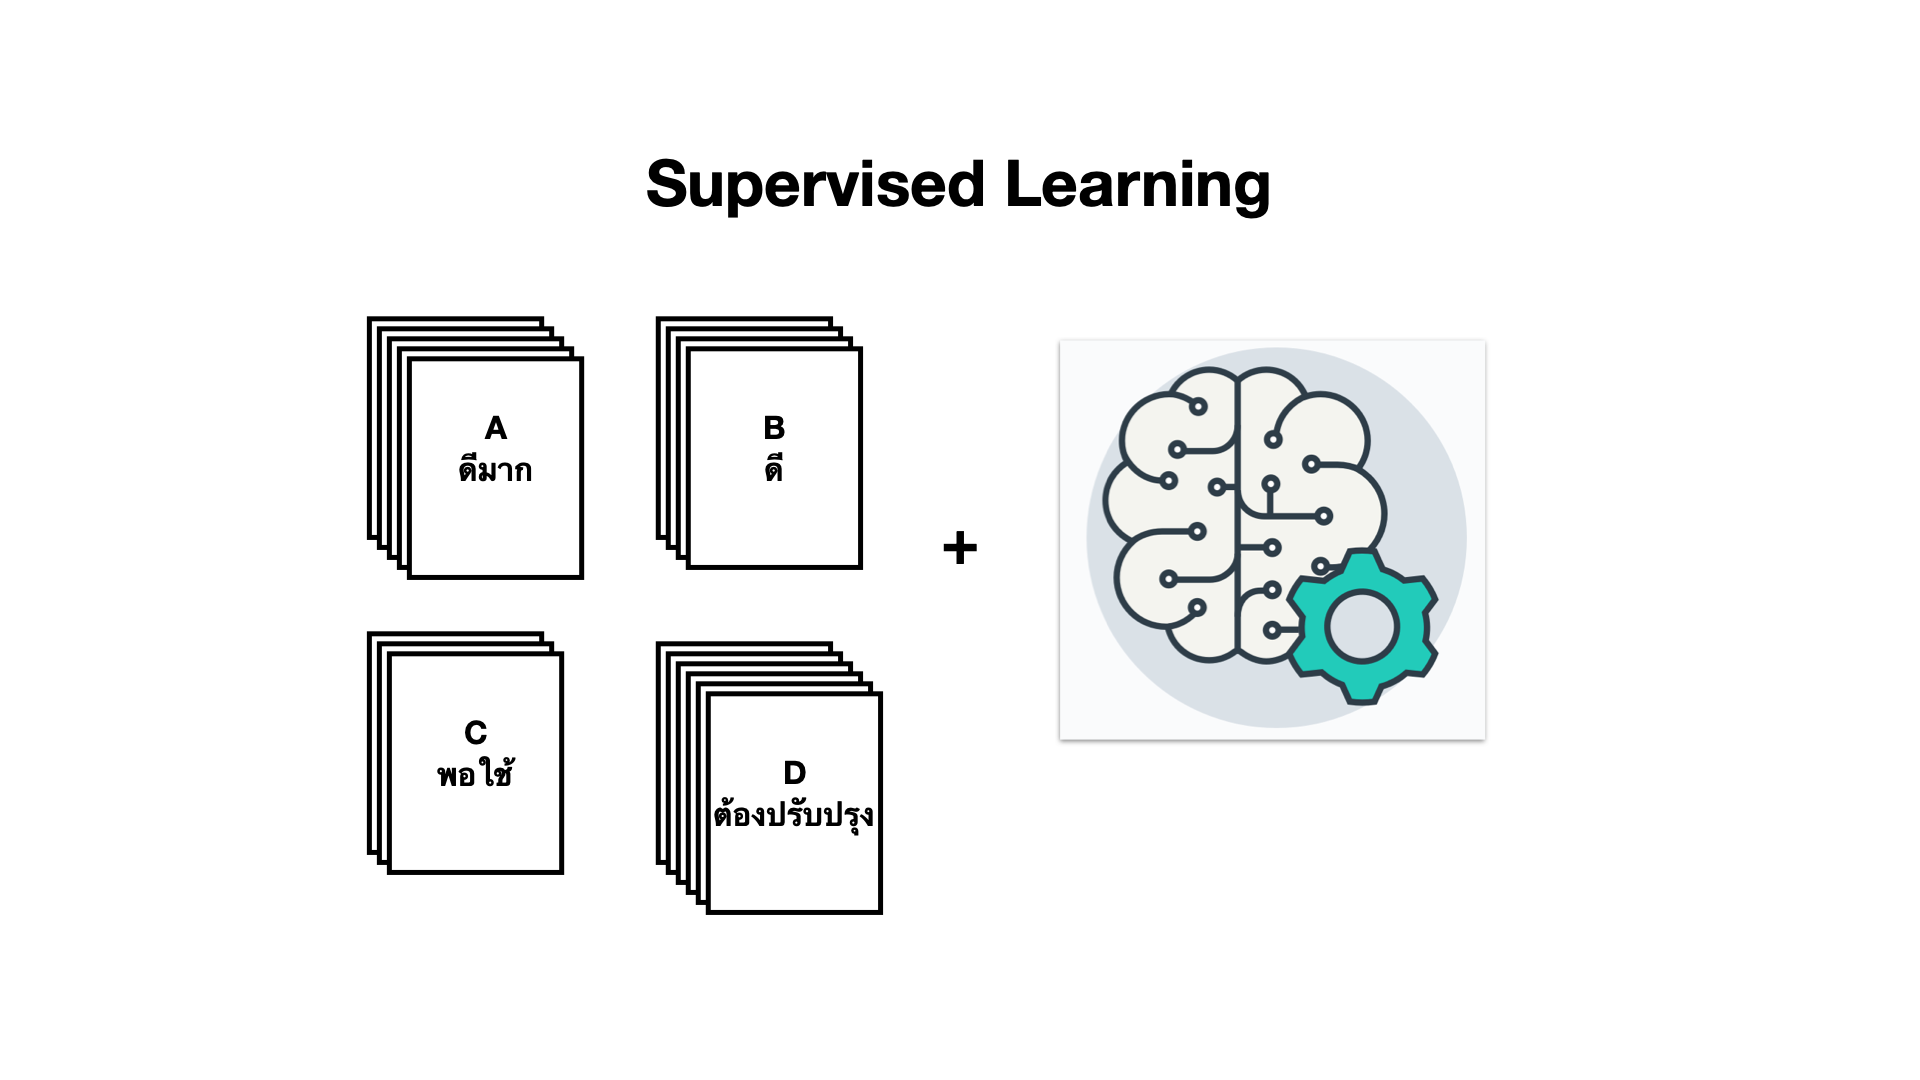 Supervised Learning
A
ดีมาก
B
ดี
+
C
พอใช้
D
ต้องปรับปรุง